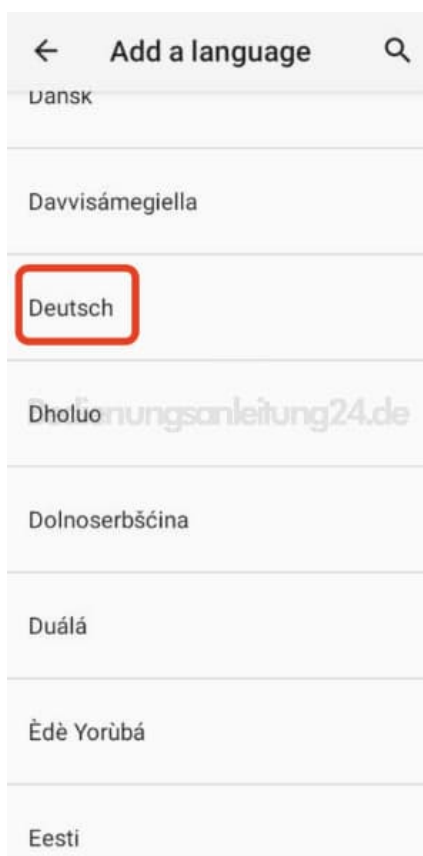 Add a language
Dansk
Davvisámegiella
Deutsch
Dholuo
Bedienungsanleitung24.de
Dolnoserbšćina
Duálá
Èdè Yorùbá
Eesti